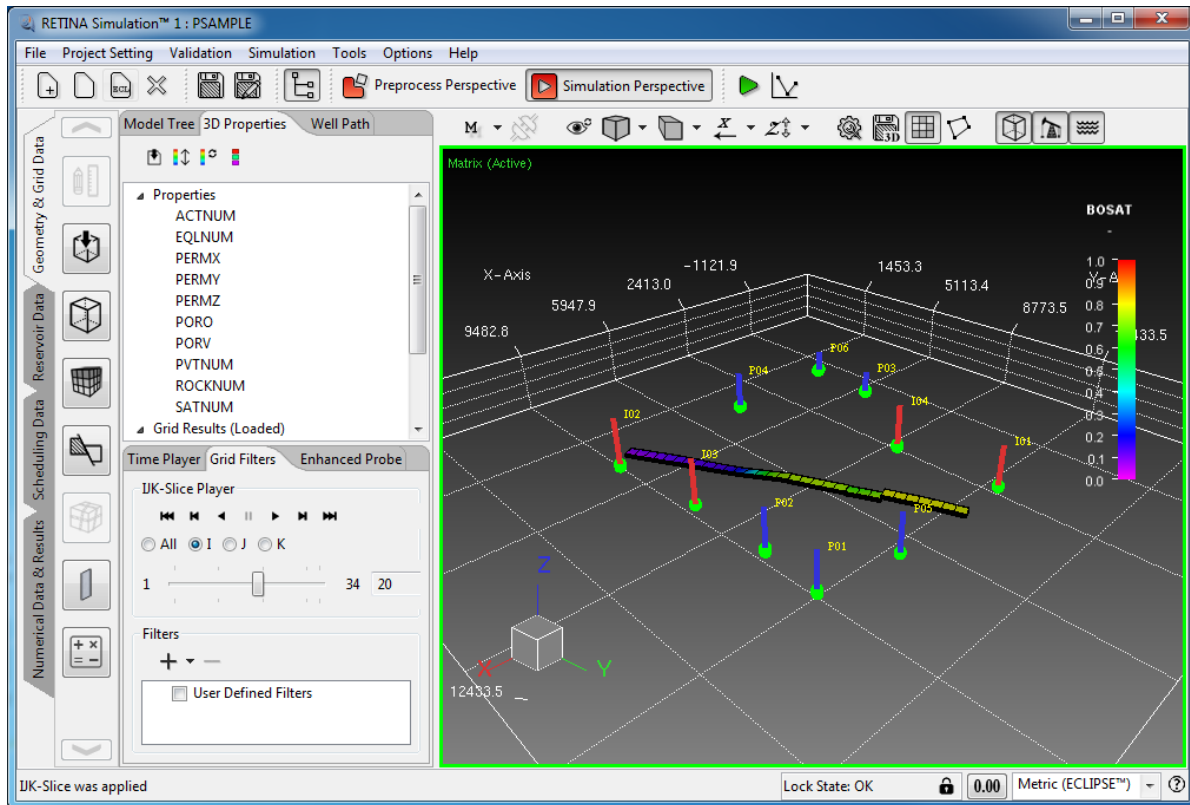 RETINA Simulation™ 1 : PSAMPLE
File Project Setting Validation Simulation Tools Options Help
ECL Preprocess Perspective Simulation Perspective
Geometry & Grid Data
Reservoir Data
Scheduling Data
Numerical Data & Results
Model Tree 3D Properties Well Path
Properties
ACTNUM
EQLNUM
PERMX
PERMY
PERMZ
PORO
PORV
PVTNUM
ROCKNUM
SATNUM
Grid Results (Loaded)
Time Player Grid Filters Enhanced Probe
IJK-Slice Player
All I J K
1 34 20
Filters
User Defined Filters
M X Z 3D
Matrix (Active)
BOSAT
-
X-Axis
9482.8
5947.9
2413.0
-1121.9
1453.3
5113.4
8773.5
33.5
Y-A
1.0
0.9
0.8
0.7
0.6
0.5
0.4
0.3
0.2
0.1
0.0
P06
P04
P03
I02
I04
I03
I01
P02
P05
P01
Z
X
Y
12433.5
IJK-Slice was applied
Lock State: OK
0.00
Metric (ECLIPSE™)